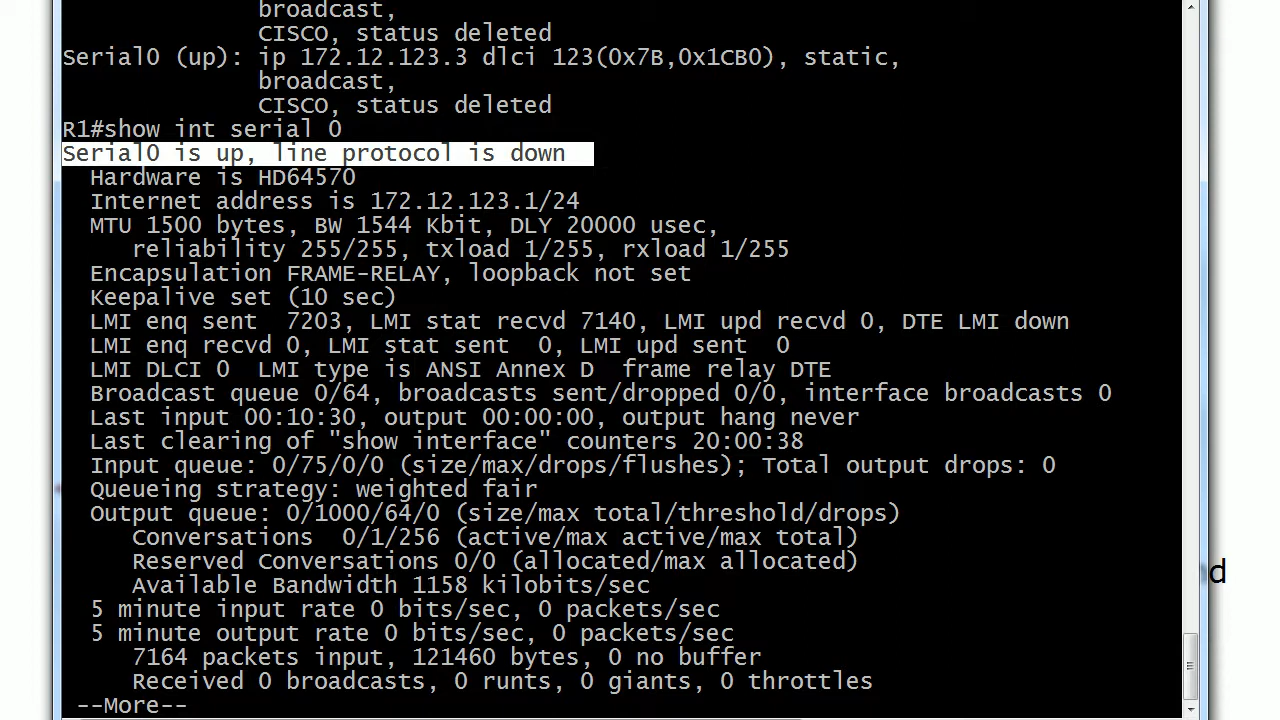 broadcast,
CISCO, status deleted
Serial0 (up): ip 172.12.123.3 dlci 123(0x7B,0x1CB0), static,
broadcast,
CISCO, status deleted
R1#show int serial 0
Serial0 is up, line protocol is down
Hardware is HD64570
Internet address is 172.12.123.1/24
MTU 1500 bytes, BW 1544 Kbit, DLY 20000 usec,
reliability 255/255, txload 1/255, rxload 1/255
Encapsulation FRAME-RELAY, loopback not set
Keepalive set (10 sec)
LMI enq sent  7203, LMI stat recvd 7140, LMI upd recvd 0, DTE LMI down
LMI enq recvd 0, LMI stat sent  0, LMI upd sent  0
LMI DLCI 0  LMI type is ANSI Annex D  frame relay DTE
Broadcast queue 0/64, broadcasts sent/dropped 0/0, interface broadcasts 0
Last input 00:10:30, output 00:00:00, output hang never
Last clearing of "show interface" counters 20:00:38
Input queue: 0/75/0/0 (size/max/drops/flushes); Total output drops: 0
Queueing strategy: weighted fair
Output queue: 0/1000/64/0 (size/max total/threshold/drops)
Conversations  0/1/256 (active/max active/max total)
Reserved Conversations 0/0 (allocated/max allocated)
Available Bandwidth 1158 kilobits/sec
5 minute input rate 0 bits/sec, 0 packets/sec
5 minute output rate 0 bits/sec, 0 packets/sec
7164 packets input, 121460 bytes, 0 no buffer
Received 0 broadcasts, 0 runts, 0 giants, 0 throttles
--More--
d